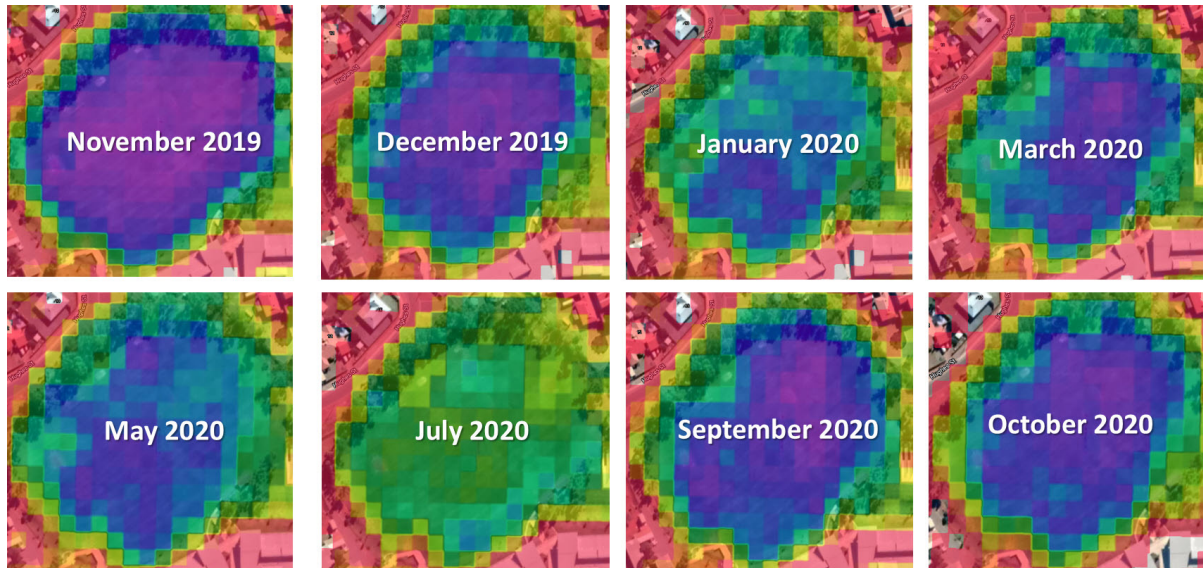 November 2019
December 2019
January 2020
March 2020
May 2020
July 2020
September 2020
October 2020